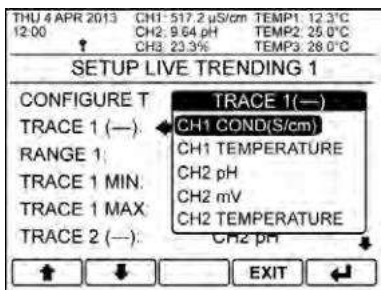 THU 4 APR 2013 CH1: 517.2 µS/cm TEMP1: 12.3°C
12:00 CH2: 9.64 pH TEMP2: 25.0°C
CH3: 23.3% TEMP3: 28.0°C
SETUP LIVE TRENDING 1
CONFIGURE T
TRACE 1 (—):
RANGE 1:
TRACE 1 MIN:
TRACE 1 MAX:
TRACE 2 (—): CH2 pH
TRACE 1(—)
CH1 COND(S/cm)
CH1 TEMPERATURE
CH2 pH
CH2 mV
CH2 TEMPERATURE
EXIT